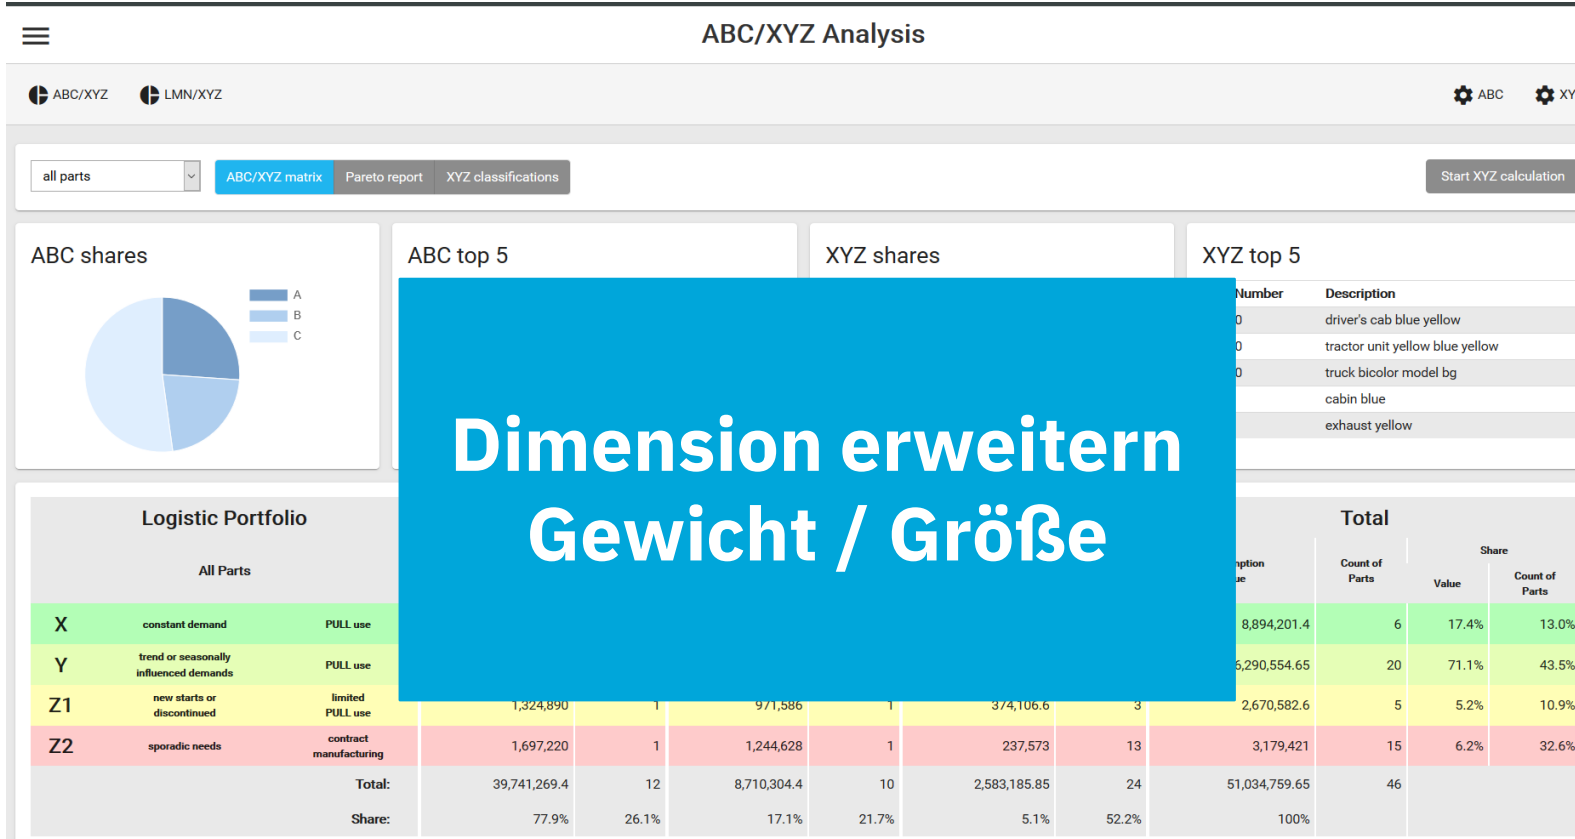 ABC/XYZ Analysis
ABC/XYZ LMN/XYZ ABC
all parts ABC/XYZ matrix Pareto report XYZ classifications Start XYZ calculation
ABC shares ABC top 5 XYZ shares XYZ top 5
A
B
C
Number Description
0 driver's cab blue yellow
0 tractor unit yellow blue yellow
0 truck bicolor model bg
cabin blue
exhaust yellow
Dimension erweitern
Gewicht / Größe
Logistic Portfolio Total
All Parts Count of Parts Share
Value Count of Parts
X constant demand PULL use 8,894,201.4 6 17.4% 13.0%
Y trend or seasonally influenced demands PULL use 20 71.1% 43.5%
Z1 new starts or discontinued limited PULL use 1,324,890 1 971,586 1 374,106.6 3 2,670,582.6 5 5.2% 10.9%
Z2 sporadic needs contract manufacturing 1,697,220 1 1,244,628 1 237,573 13 3,179,421 15 6.2% 32.6%
Total: 39,741,269.4 12 8,710,304.4 10 2,583,185.85 24 51,034,759.65 46
Share: 77.9% 26.1% 17.1% 21.7% 5.1% 52.2% 100%